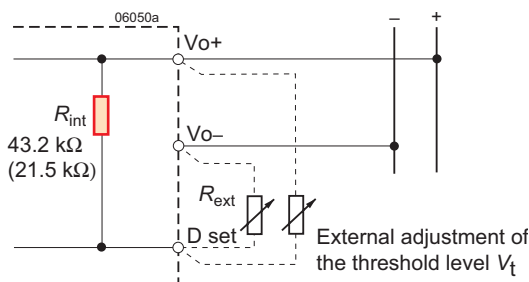 06050a
– +
Vo+
Rint
43.2 kΩ
(21.5 kΩ)
Vo–
Rext
D set
External adjustment of
the threshold level Vt